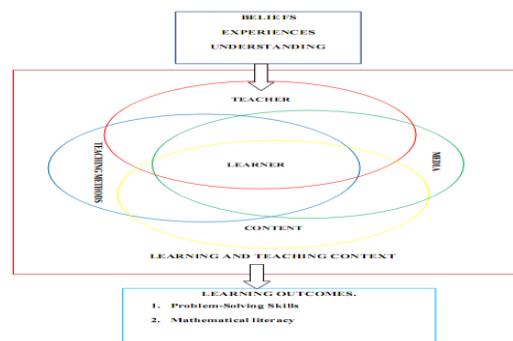 BELIEFS
EXPERIENCES
UNDERSTANDING
TEACHER
TEACHING METHODS
MEDIA
LEARNER
CONTENT
LEARNING AND TEACHING CONTEXT
LEARNING OUTCOMES.
1. Problem-Solving Skills
2. Mathematical literacy